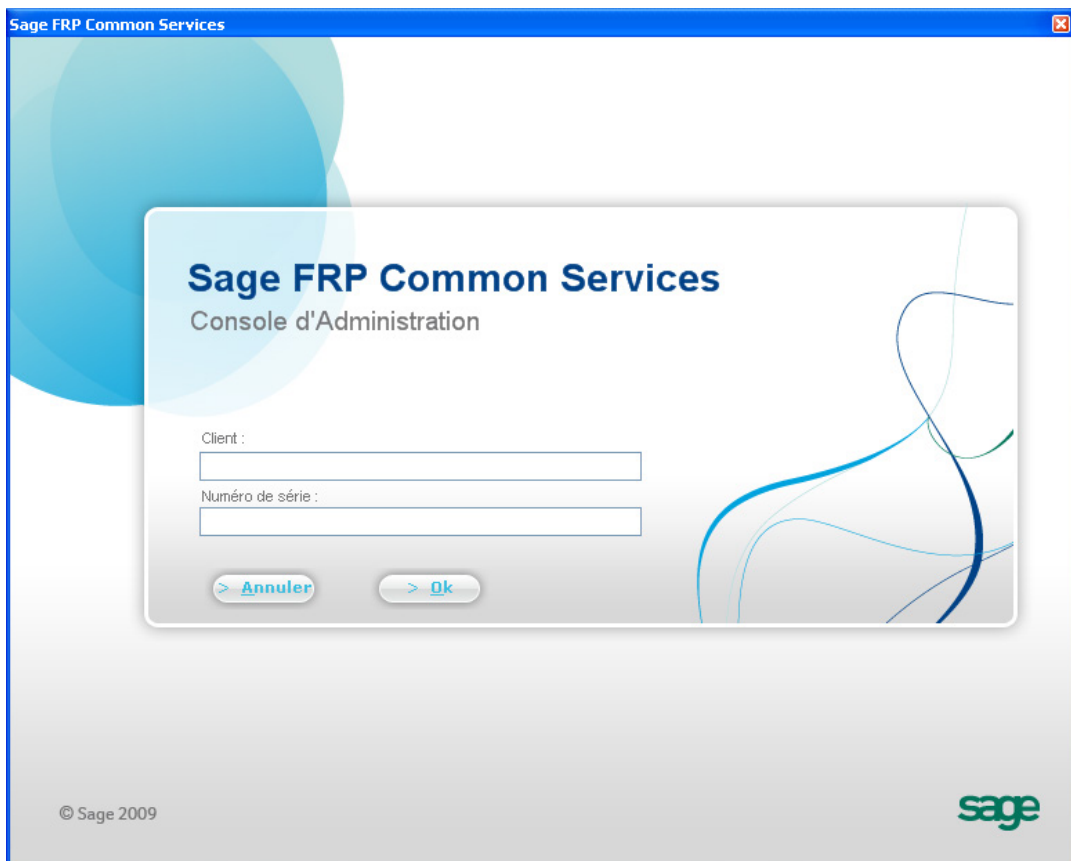 Sage FRP Common Services
Sage FRP Common Services
Console d'Administration
Client :
Numéro de série :
> Annuler
> Ok
© Sage 2009
sage